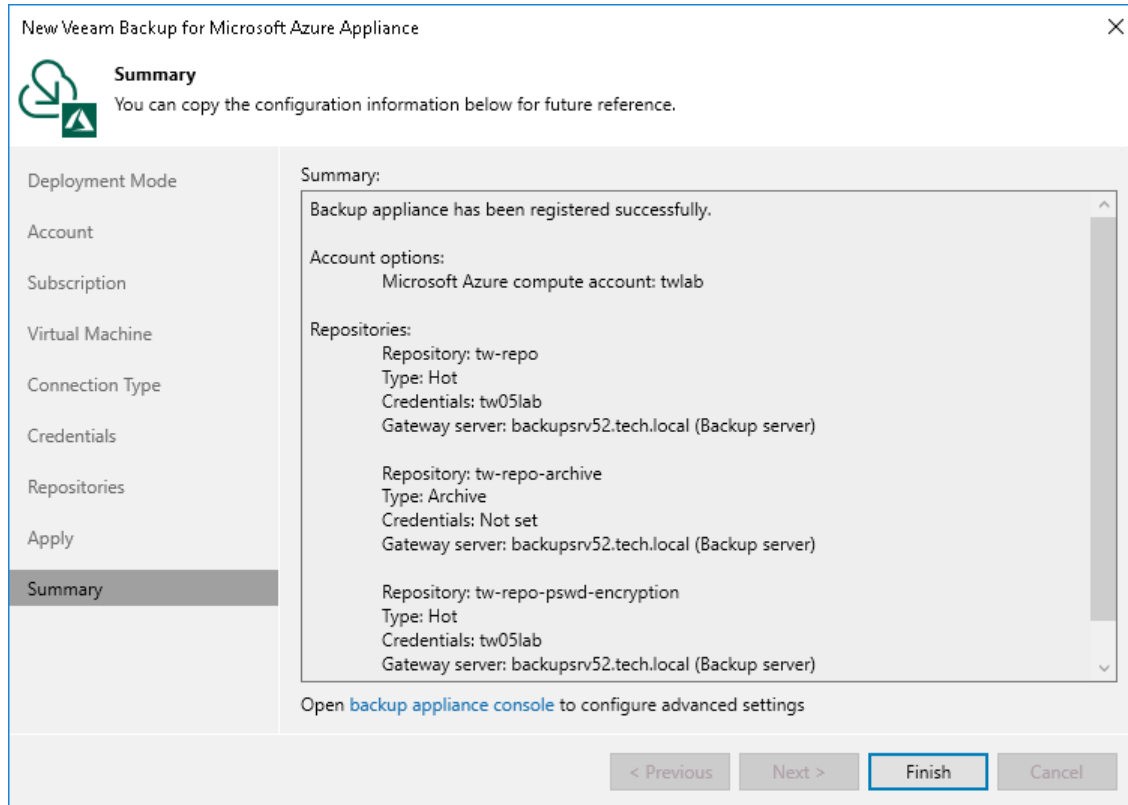 New Veeam Backup for Microsoft Azure Appliance
Summary
You can copy the configuration information below for future reference.
Deployment Mode
Account
Subscription
Virtual Machine
Connection Type
Credentials
Repositories
Apply
Summary
Summary:
Backup appliance has been registered successfully.
Account options:
Microsoft Azure compute account: twlab
Repositories:
Repository: tw-repo
Type: Hot
Credentials: tw05lab
Gateway server: backupsrv52.tech.local (Backup server)
Repository: tw-repo-archive
Type: Archive
Credentials: Not set
Gateway server: backupsrv52.tech.local (Backup server)
Repository: tw-repo-pswd-encryption
Type: Hot
Credentials: tw05lab
Gateway server: backupsrv52.tech.local (Backup server)
Open backup appliance console to configure advanced settings
< Previous
Next >
Finish
Cancel